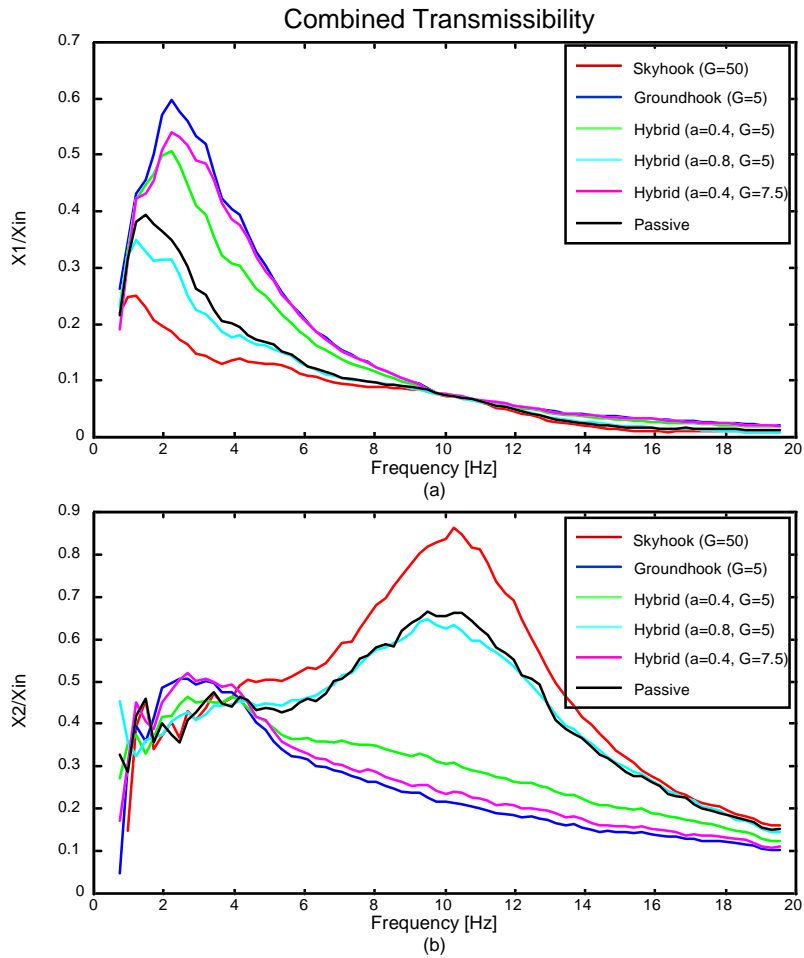 Combined Transmissibility
0.7
0.6
0.5
0.4
0.3
0.2
0.1
0
X1/Xin
Skyhook (G=50)
Groundhook (G=5)
Hybrid (a=0.4, G=5)
Hybrid (a=0.8, G=5)
Hybrid (a=0.4, G=7.5)
Passive
0 2 4 6 8 10 12 14 16 18 20
Frequency [Hz]
(a)
0.9
0.8
0.7
0.6
0.5
0.4
0.3
0.2
0.1
0
X2/Xin
Skyhook (G=50)
Groundhook (G=5)
Hybrid (a=0.4, G=5)
Hybrid (a=0.8, G=5)
Hybrid (a=0.4, G=7.5)
Passive
0 2 4 6 8 10 12 14 16 18 20
Frequency [Hz]
(b)